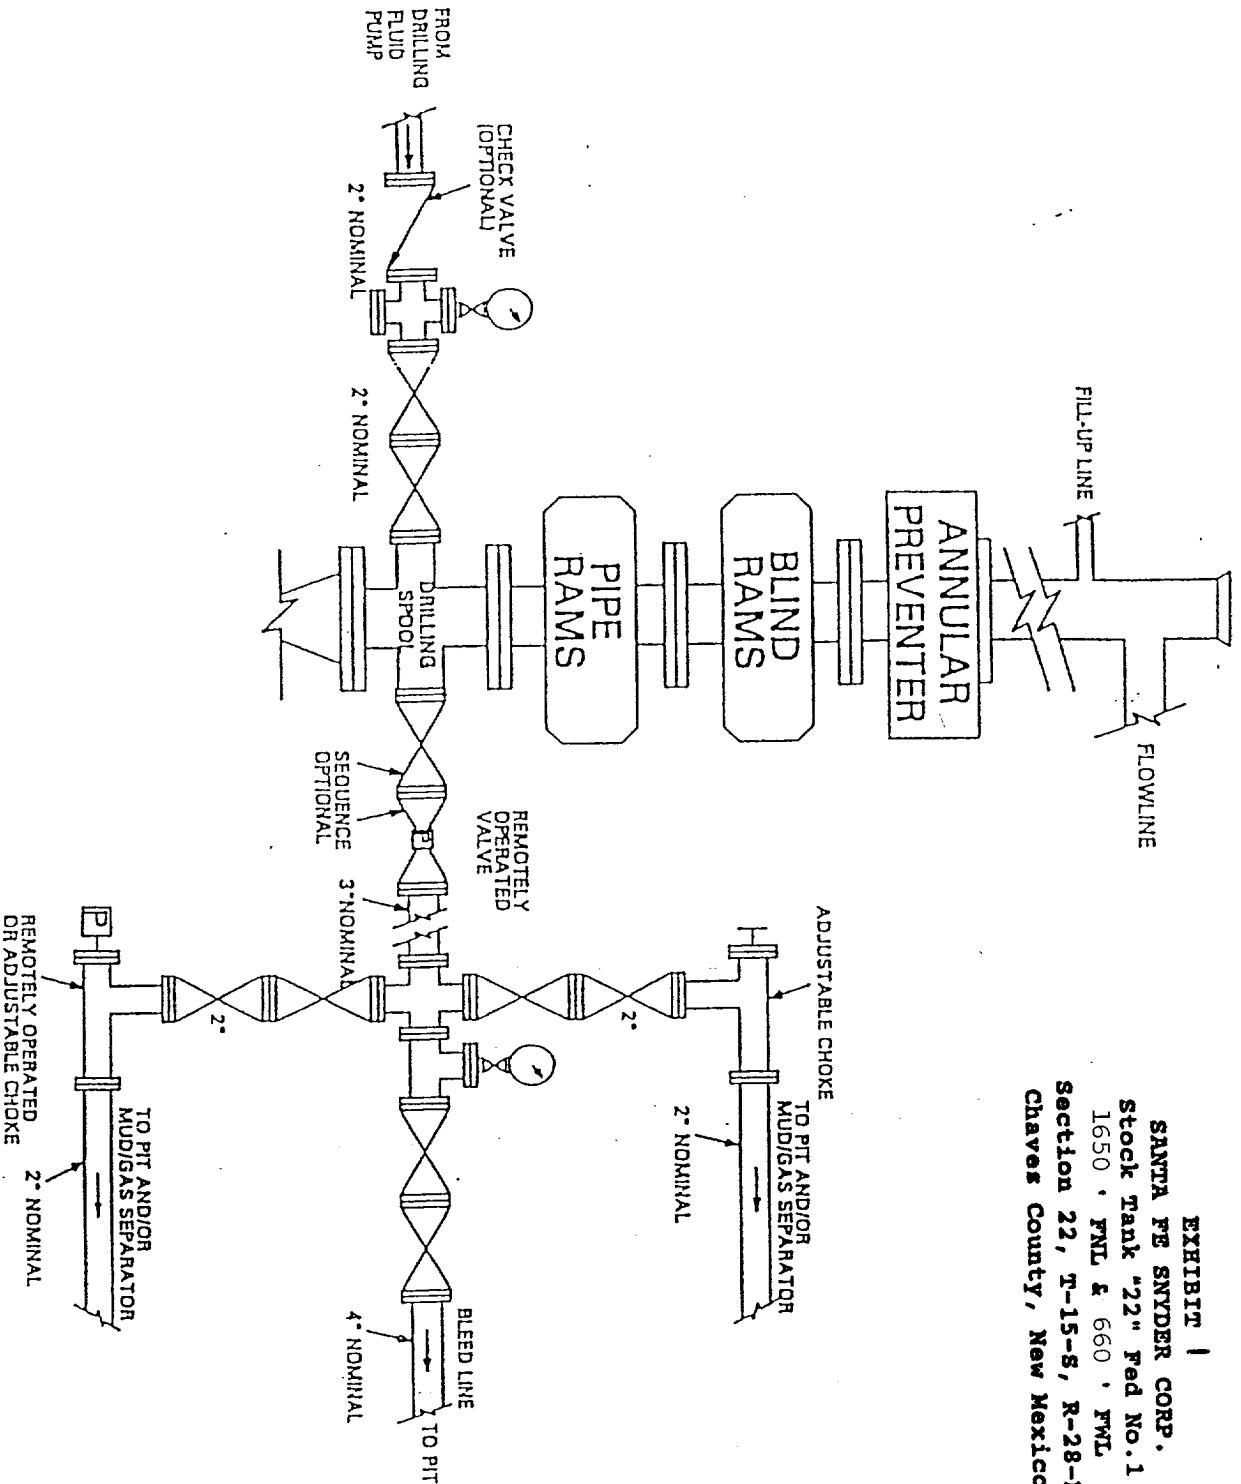 EXHIBIT 1
SANTA FE SNYDER CORP.
Stock Tank "22" Fed No.1
1650 ' FNL & 660 ' FWL
Section 22, T-15-S, R-28-
Chaves County, New Mexico
FILL-UP LINE
FLOWLINE
ANNULAR
PREVENTER
BLIND
RAMS
PIPE
RAMS
DRILLING
SPOOL
FROM
DRILLING
FLUID
PUMP
CHECK VALVE
(OPTIONAL)
2" NOMINAL
2" NOMINAL
SEQUENCE
OPTIONAL
REMOTELY
OPERATED
VALVE
3" NOMINAL
ADJUSTABLE CHOKE
2"
TO PIT AND/OR
MUD/GAS SEPARATOR
2" NOMINAL
BLEED LINE
4" NOMINAL
TO PIT
2"
P
REMOTELY OPERATED
OR ADJUSTABLE CHOKE
TO PIT AND/OR
MUD/GAS SEPARATOR
2" NOMINAL